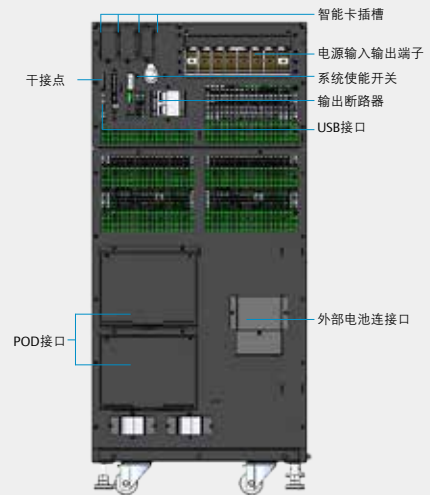 智能卡插槽
电源输入输出端子
系统使能开关
干接点
输出断路器
USB接口
外部电池连接口
POD接口